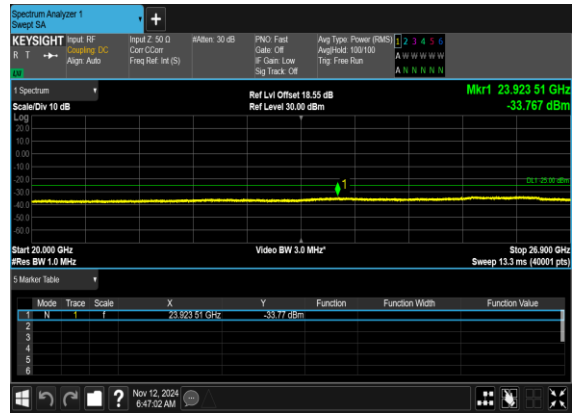 Spectrum Analyzer 1
Swept SA
KEYSIGHT Input: RF Input Z: 50 Ω #Atten: 30 dB PNO: Fast Avg Type: Power (RMS) 1 2 3 4 5 6
R T Coupling: DC Corr CCorr Gate: Off Avg|Hold: 100/100 A W W W W W
Align: Auto Freq Ref: Int (S) IF Gain: Low Trig: Free Run
Sig Track: Off A N N N N N
1 Spectrum Ref Lvl Offset 18.55 dB Mkr1 23.923 51 GHz
Scale/Div 10 dB Ref Level 30.00 dBm -33.767 dBm
Log
20.0
10.0
0.00
-10.0
-20.0
1
DL1 -25.00 dBm
-30.0
-40.0
-50.0
-60.0
Start 20.000 GHz Video BW 3.0 MHz* Stop 26.900 GHz
#Res BW 1.0 MHz Sweep 13.3 ms (40001 pts)
5 Marker Table
Mode Trace Scale X Y Function Function Width Function Value
1 N 1 f 23.923 51 GHz -33.77 dBm
2
3
4
5
6
? Nov 12, 2024
6:47:02 AM